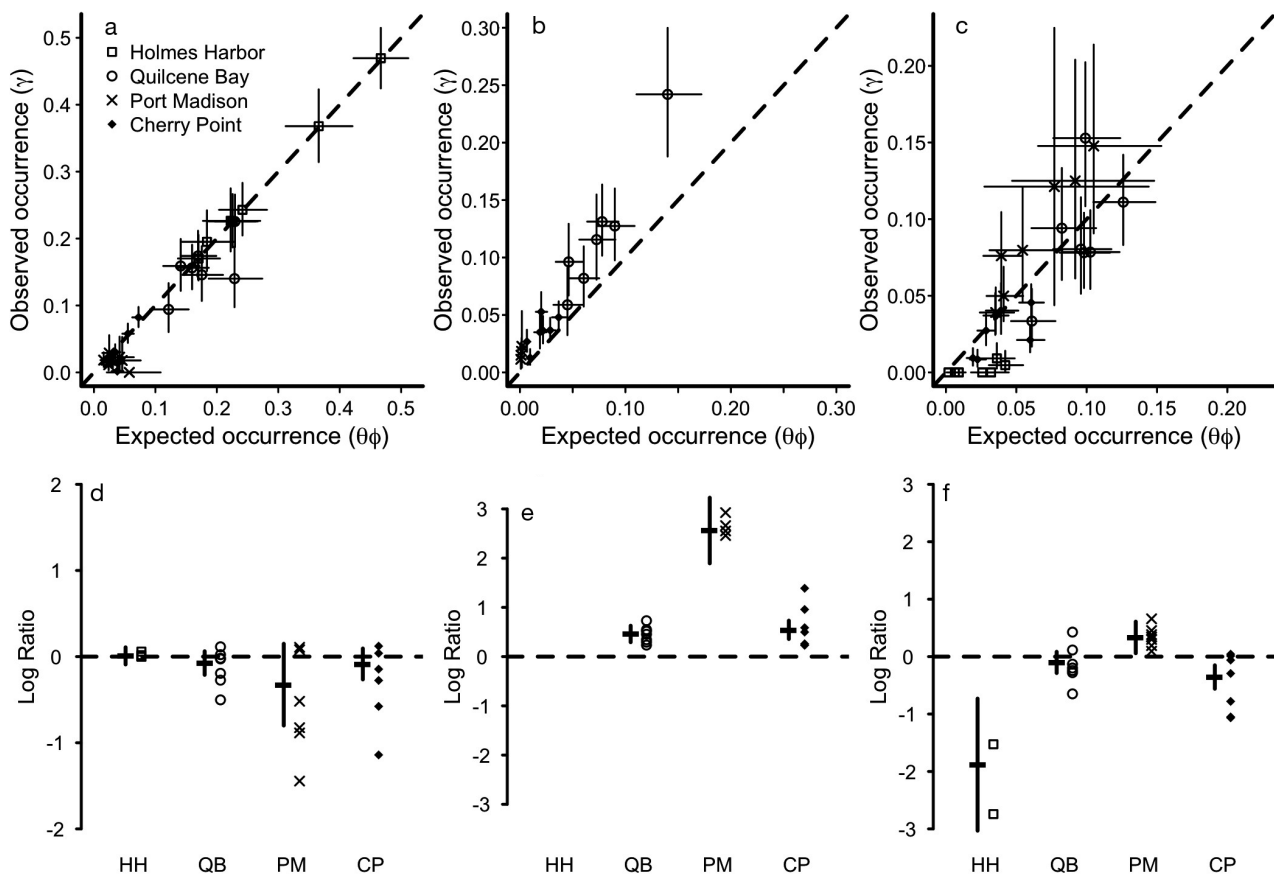 a
Holmes Harbor
Quilcene Bay
Port Madison
Cherry Point
Observed occurrence (γ)
0.5
0.4
0.3
0.2
0.1
0.0
0.0 0.1 0.2 0.3 0.4 0.5
Expected occurrence (θϕ)
b
Observed occurrence (γ)
0.30
0.25
0.20
0.15
0.10
0.05
0.00
0.00 0.10 0.20 0.30
Expected occurrence (θϕ)
c
Observed occurrence (γ)
0.20
0.15
0.10
0.05
0.00
0.00 0.05 0.10 0.15 0.20
Expected occurrence (θϕ)
d
Log Ratio
2
1
0
-1
-2
HH QB PM CP
e
Log Ratio
3
2
1
0
-1
-2
-3
HH QB PM CP
f
Log Ratio
3
2
1
0
-1
-2
-3
HH QB PM CP